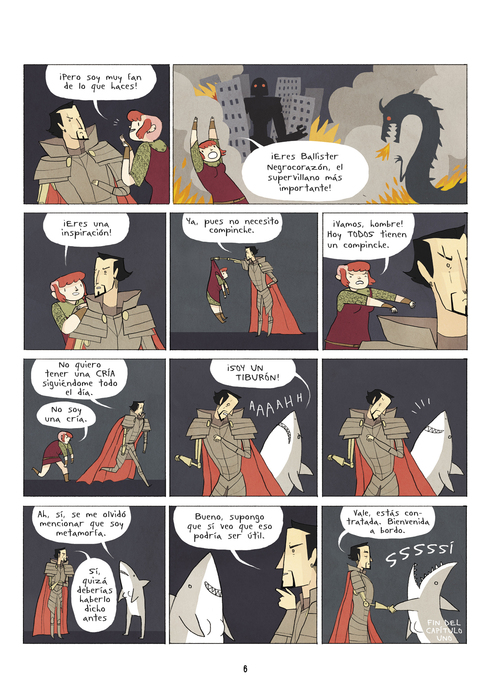 ¡Pero soy muy fan
de lo que haces!
¡Eres Ballister
Negrocorazón, el
supervillano más
importante!
¡Eres una
inspiración!
Ya, pues no necesito
compinche.
¡Vamos, hombre!
Hoy TODOS tienen
un compinche.
No quiero
tener una CRÍA
siguiéndome todo
el día.
No soy
una cría.
¡SOY UN
TIBURÓN!
AAAAHH
Ah, sí, se me olvidó
mencionar que soy
metamorfa.
Sí,
quizá
deberías
haberlo
dicho
antes
Bueno, supongo
que sí veo que eso
podría ser útil.
Vale, estás con-
tratada. Bienvenida
a bordo.
SSSSSÍ
FIN DEL
CAPÍTULO
UNO
6